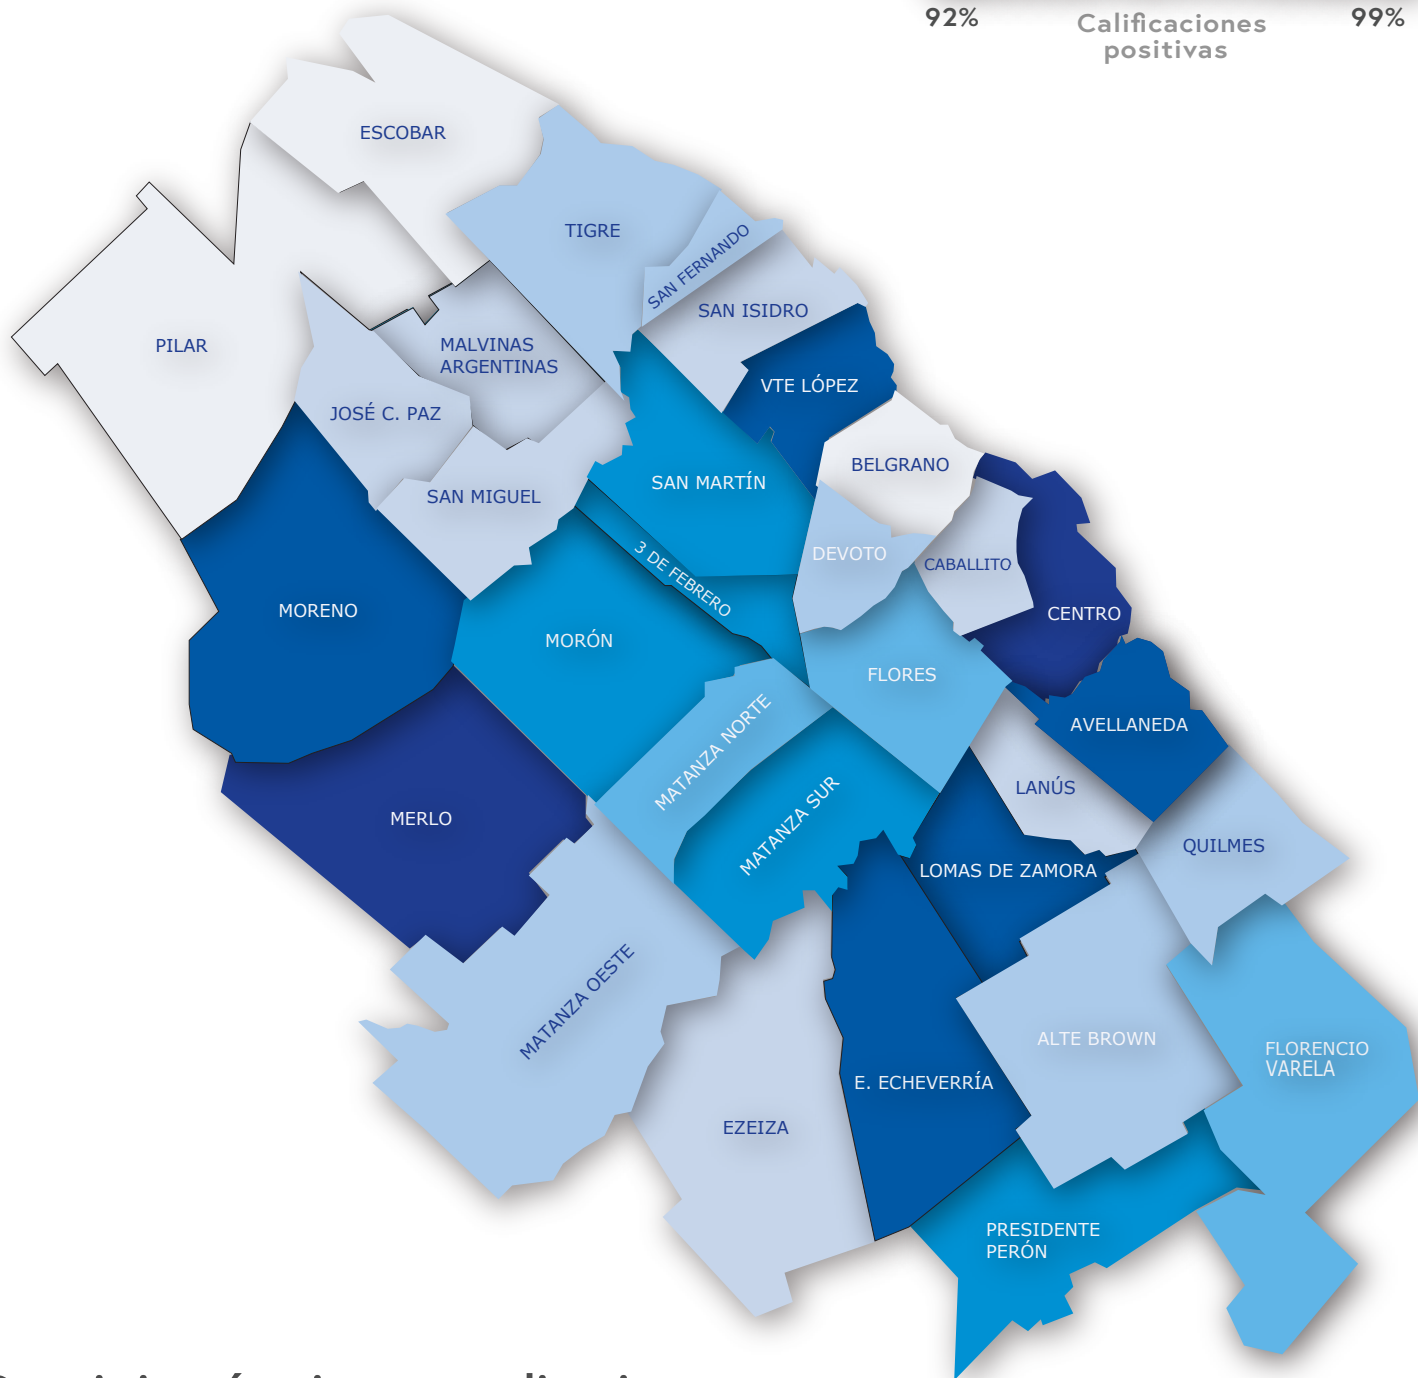 92%
Calificaciones
positivas
99%
ESCOBAR
TIGRE
SAN FERNANDO
SAN ISIDRO
PILAR
MALVINAS
ARGENTINAS
VTE LÓPEZ
JOSÉ C. PAZ
BELGRANO
SAN MARTÍN
SAN MIGUEL
DEVOTO
CABALLITO
3 DE FEBRERO
MORENO
CENTRO
MORÓN
FLORES
AVELLANEDA
MATANZA NORTE
LANÚS
MERLO
MATANZA SUR
QUILMES
LOMAS DE ZAMORA
MATANZA OESTE
ALTE BROWN
FLORENCIO
VARELA
E. ECHEVERRÍA
EZEIZA
PRESIDENTE
PERÓN